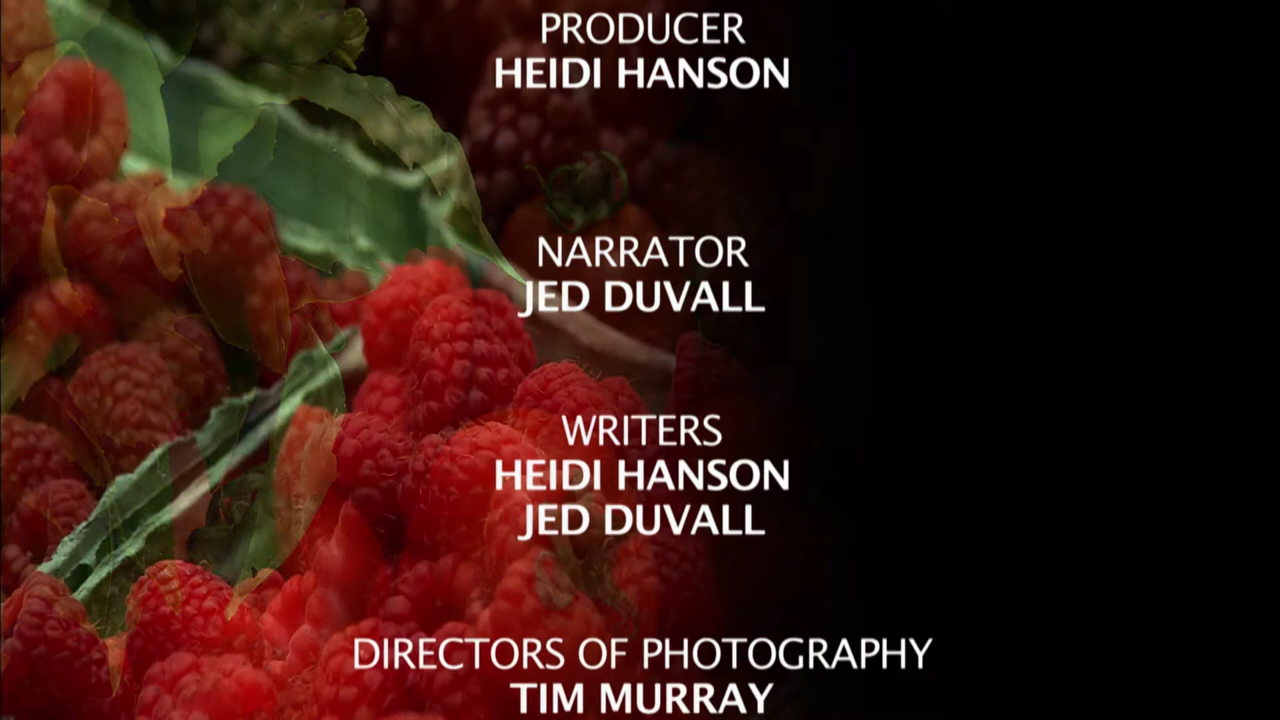 PRODUCER
HEIDI HANSON
NARRATOR
JED DUVALL
WRITERS
HEIDI HANSON
JED DUVALL
DIRECTORS OF PHOTOGRAPHY
TIM MURRAY